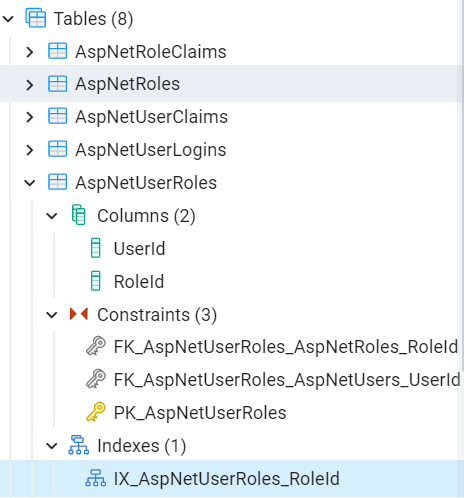 Tables (8)
AspNetRoleClaims
AspNetRoles
AspNetUserClaims
AspNetUserLogins
AspNetUserRoles
Columns (2)
UserId
RoleId
Constraints (3)
FK_AspNetUserRoles_AspNetRoles_RoleId
FK_AspNetUserRoles_AspNetUsers_UserId
PK_AspNetUserRoles
Indexes (1)
IX_AspNetUserRoles_RoleId